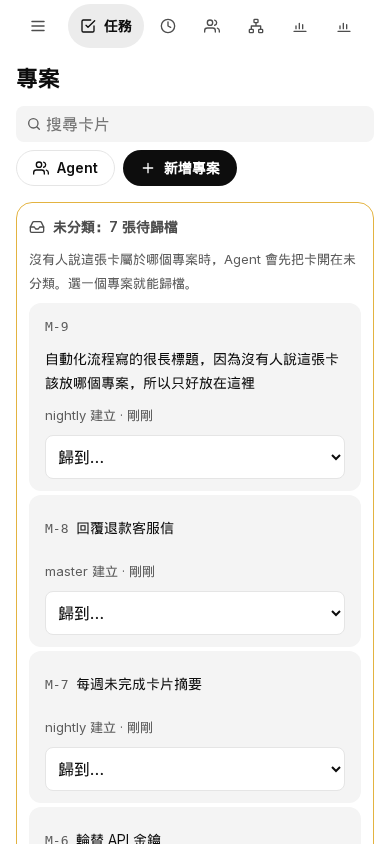 任務
專案
搜尋卡片
Agent
新增專案
未分類：7 張待歸檔
沒有人說這張卡屬於哪個專案時，Agent 會先把卡開在未
分類。選一個專案就能歸檔。
M-9
自動化流程寫的很長標題，因為沒有人說這張卡
該放哪個專案，所以只好放在這裡
nightly 建立 · 剛剛
歸到…
M-8 回覆退款客服信
master 建立 · 剛剛
歸到…
M-7 每週未完成卡片摘要
nightly 建立 · 剛剛
歸到…
M-6 輪替 API 金鑰